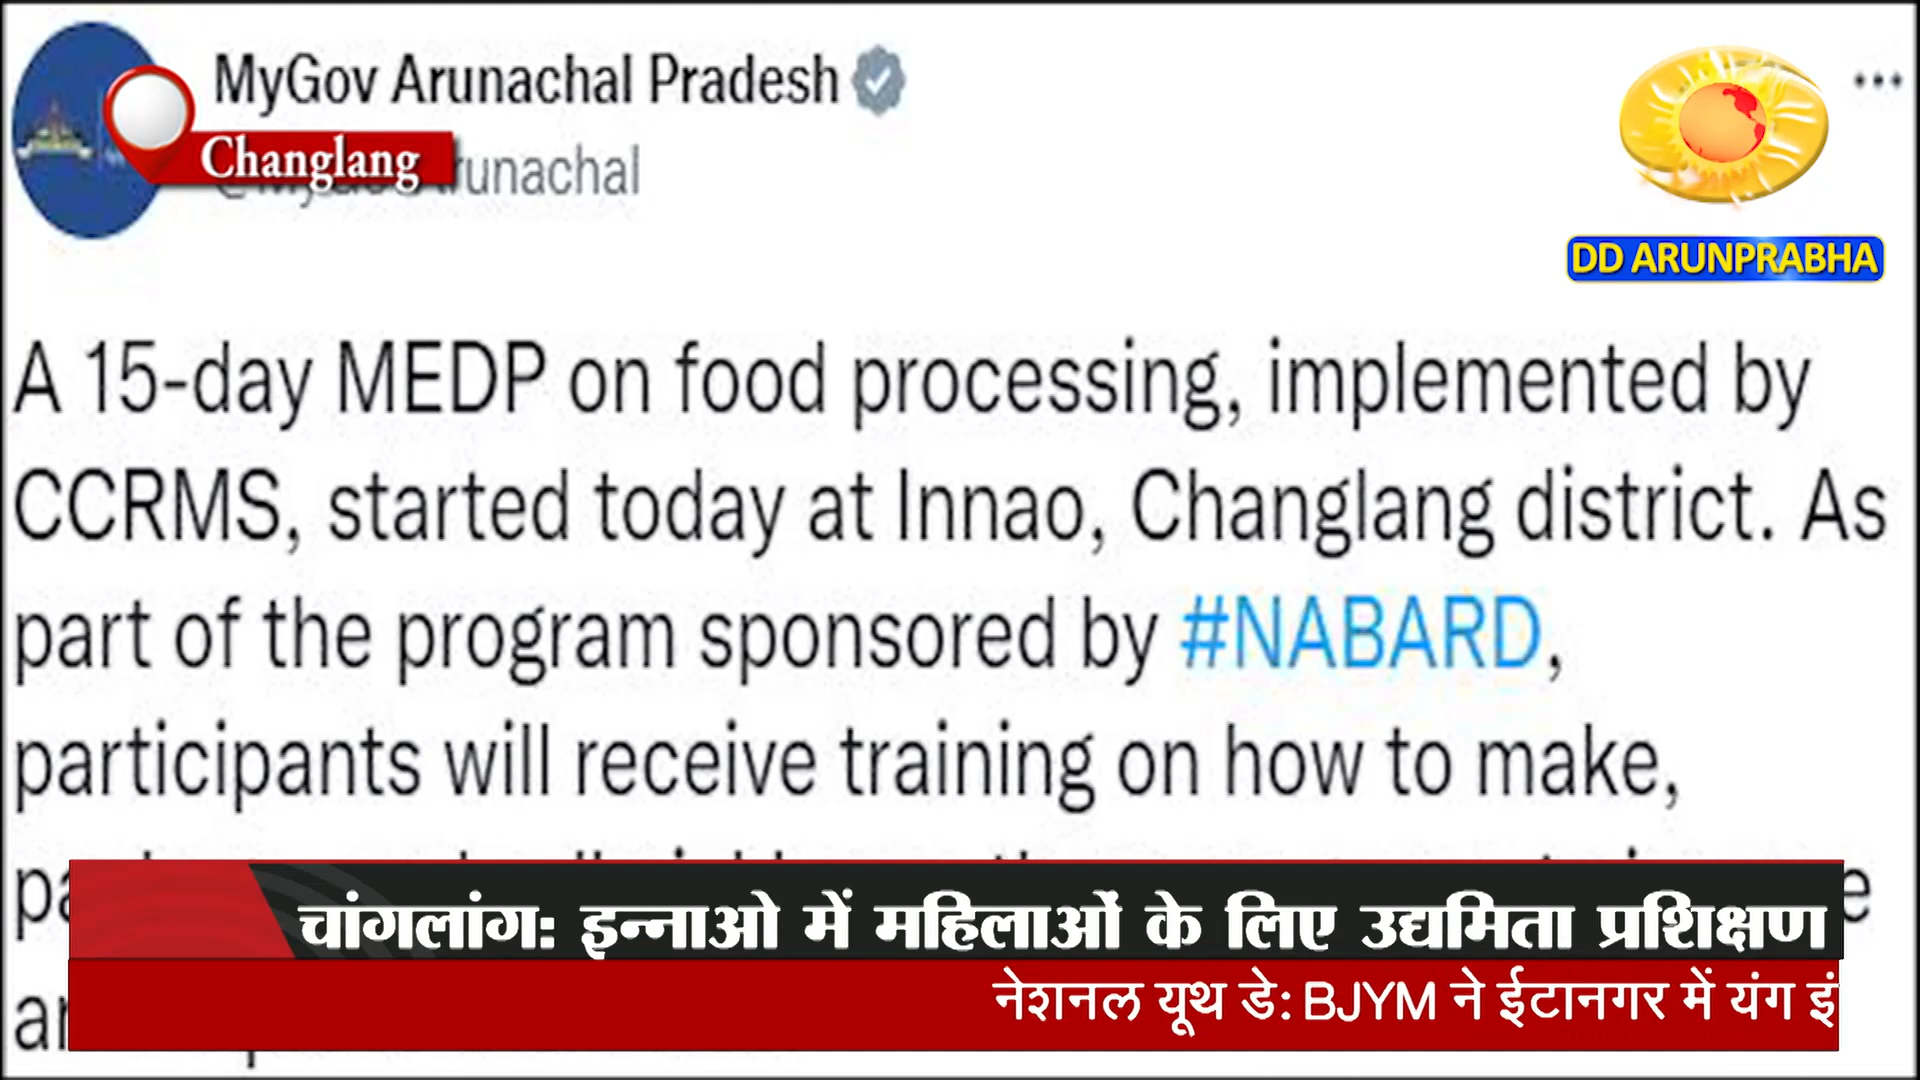 MyGov Arunachal Pradesh
Changlang
runachal
DD ARUNPRABHA
A 15-day MEDP on food processing, implemented by
CCRMS, started today at Innao, Changlang district. As
part of the program sponsored by #NABARD,
participants will receive training on how to make,
चांगलांग: इन्नाओ में महिलाओं के लिए उद्यमिता प्रशिक्षण
नेशनल यूथ डे: BJYM ने ईटानगर में यंग